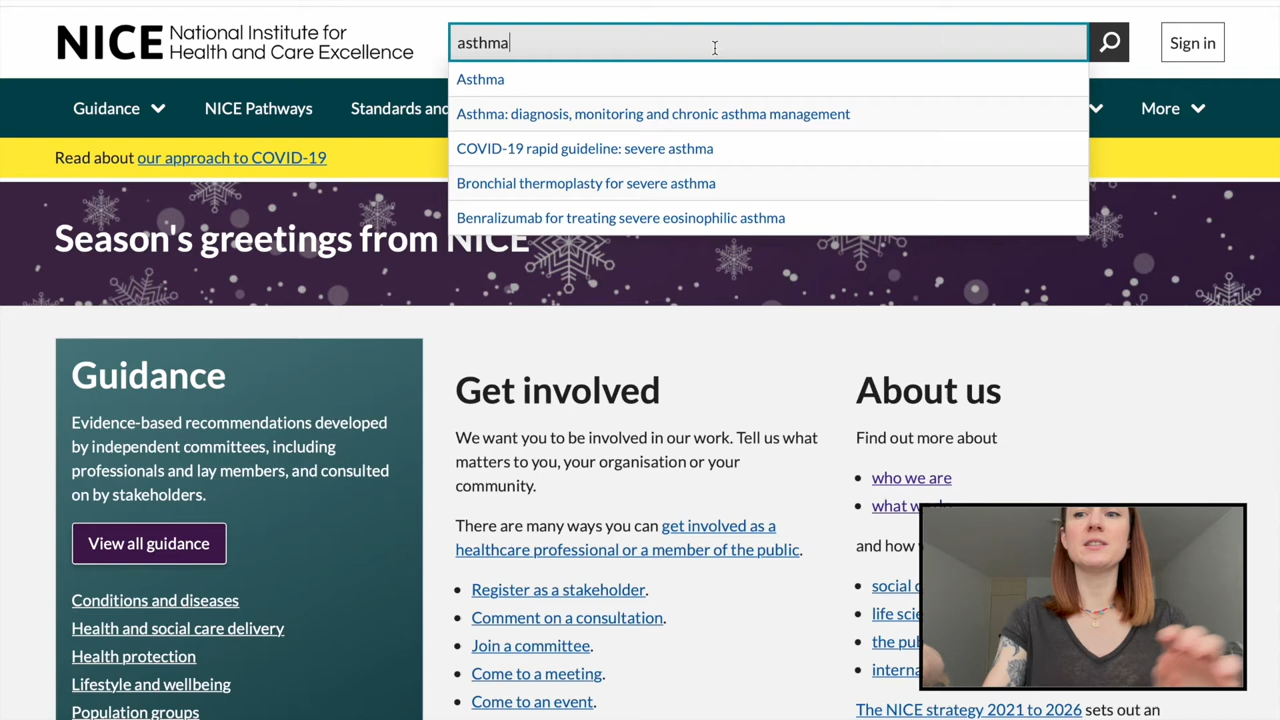 NICE National Institute for Health and Care Excellence
asthma
Sign in
Asthma
Asthma: diagnosis, monitoring and chronic asthma management
COVID-19 rapid guideline: severe asthma
Bronchial thermoplasty for severe asthma
Benralizumab for treating severe eosinophilic asthma
Guidance
NICE Pathways
Standards and
More
Read about our approach to COVID-19
Season's greetings from NICE
Guidance
Evidence-based recommendations developed
by independent committees, including
professionals and lay members, and consulted
on by stakeholders.
View all guidance
Conditions and diseases
Health and social care delivery
Health protection
Lifestyle and wellbeing
Population groups
Get involved
We want you to be involved in our work. Tell us what
matters to you, your organisation or your
community.
There are many ways you can get involved as a
healthcare professional or a member of the public.
Register as a stakeholder.
Comment on a consultation.
Join a committee.
Come to a meeting.
Come to an event.
About us
Find out more about
who we are
what
and how
social
life
the
The NICE strategy 2021 to 2026 sets out an